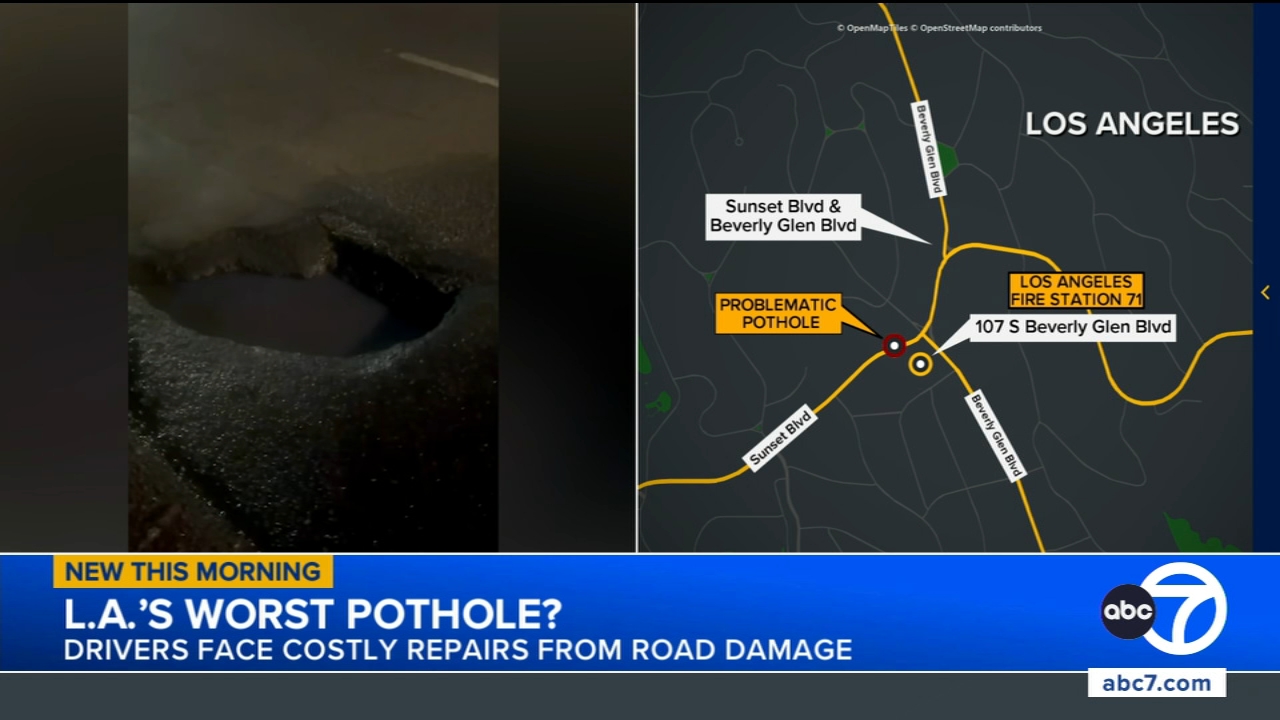 © OpenMapTiles © OpenStreetMap contributors
LOS ANGELES
Beverly Glen Blvd
Sunset Blvd &
Beverly Glen Blvd
LOS ANGELES
FIRE STATION 71
PROBLEMATIC
POTHOLE
107 S Beverly Glen Blvd
Sunset Blvd
Beverly Glen Blvd
NEW THIS MORNING
L.A.'S WORST POTHOLE?
DRIVERS FACE COSTLY REPAIRS FROM ROAD DAMAGE
abc 7
abc7.com